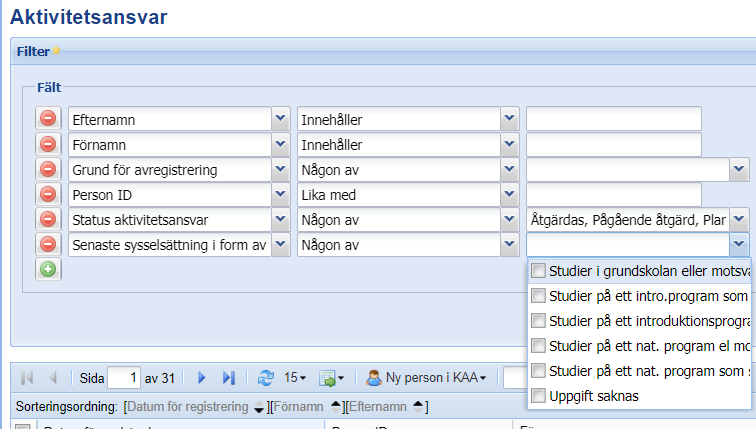 Aktivitetsansvar
Filter
Fält
Efternamn Innehåller
Förnamn Innehåller
Grund för avregistrering Någon av
Person ID Lika med
Status aktivitetsansvar Någon av Åtgärdas, Pågående åtgärd, Plar
Senaste sysselsättning i form av Någon av
Studier i grundskolan eller motsva
Studier på ett intro.program som
Studier på ett introduktionsprogra
Studier på ett nat. program el mo
Studier på ett nat. program som s
Uppgift saknas
Sida 1 av 31 15 Ny person i KAA
Sorteringsordning: [Datum för registrering ][Förnamn ][Efternamn ]